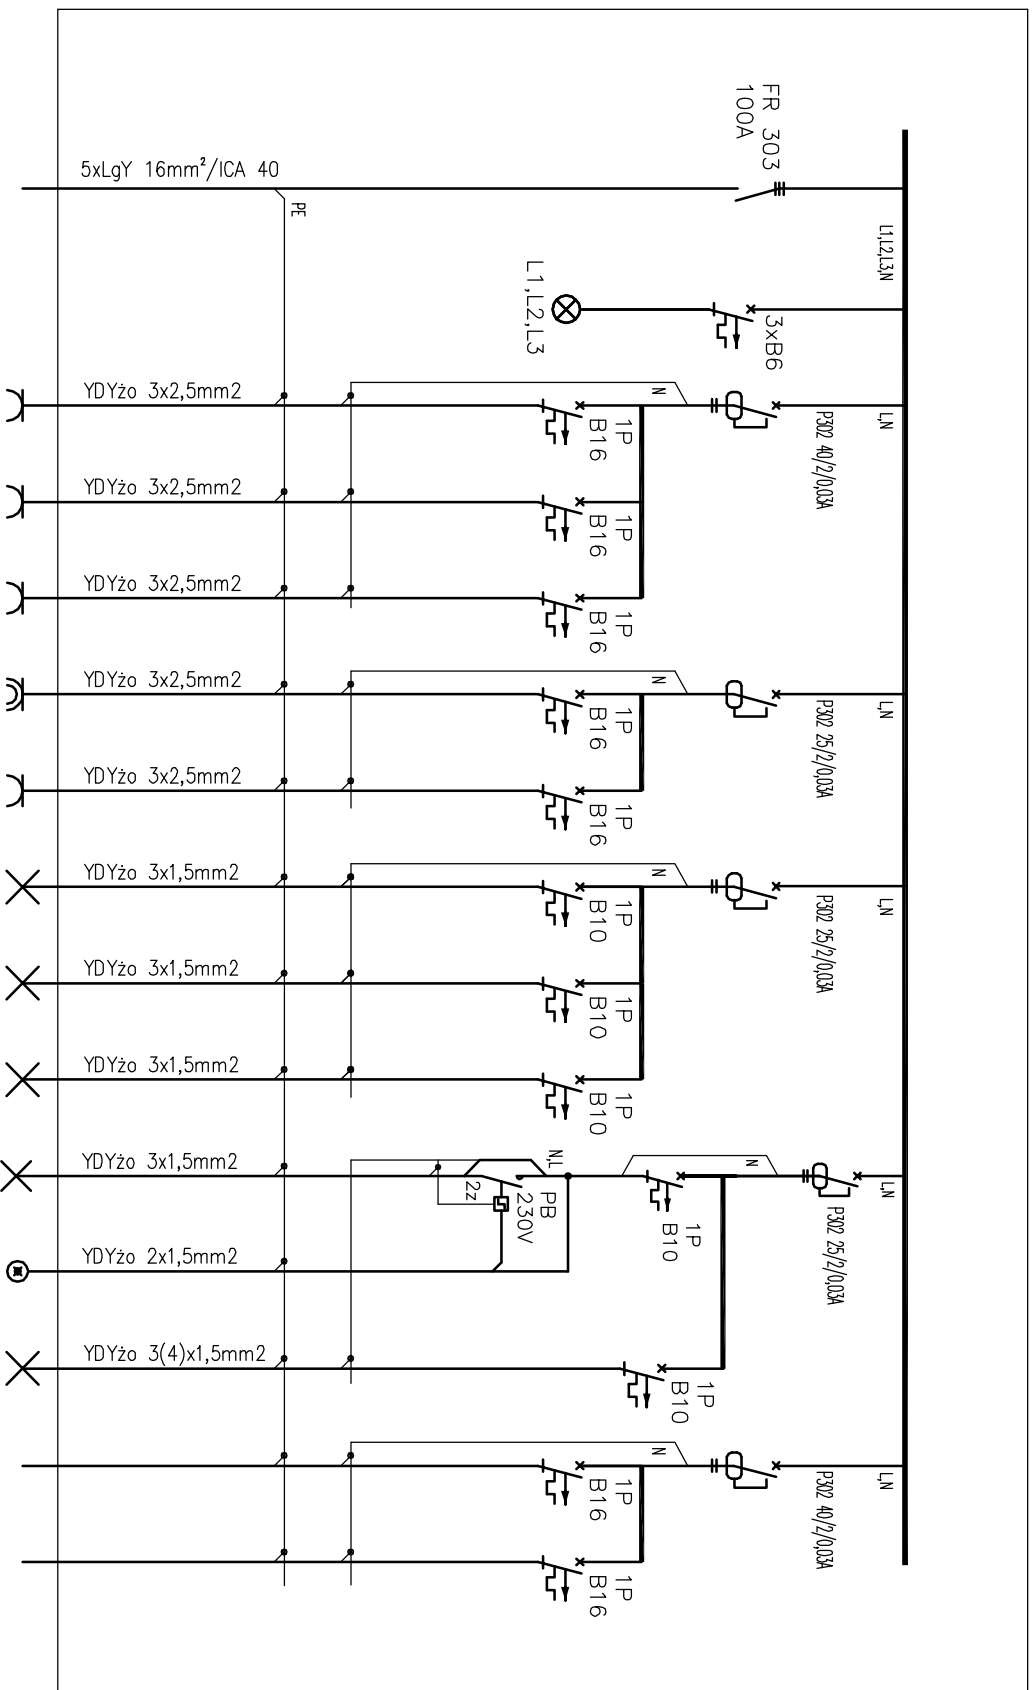 FR 303
100A
5xLgY 16mm²/ICA 40
PE
L1,L2,L3,N
3xB6
L1,L2,L3
L,N
P302 40/2/0,03A
N
1P
B16
YDYżo 3x2,5mm2
1P
B16
YDYżo 3x2,5mm2
1P
B16
YDYżo 3x2,5mm2
L,N
P302 25/2/0,03A
N
1P
B16
YDYżo 3x2,5mm2
1P
B16
YDYżo 3x2,5mm2
L,N
P302 25/2/0,03A
N
1P
B10
YDYżo 3x1,5mm2
1P
B10
YDYżo 3x1,5mm2
1P
B10
YDYżo 3x1,5mm2
L,N
P302 25/2/0,03A
N
1P
B10
N,L
PB
230V
2z
YDYżo 3x1,5mm2
YDYżo 2x1,5mm2
1P
B10
YDYżo 3(4)x1,5mm2
L,N
P302 40/2/0,03A
N
1P
B16
1P
B16